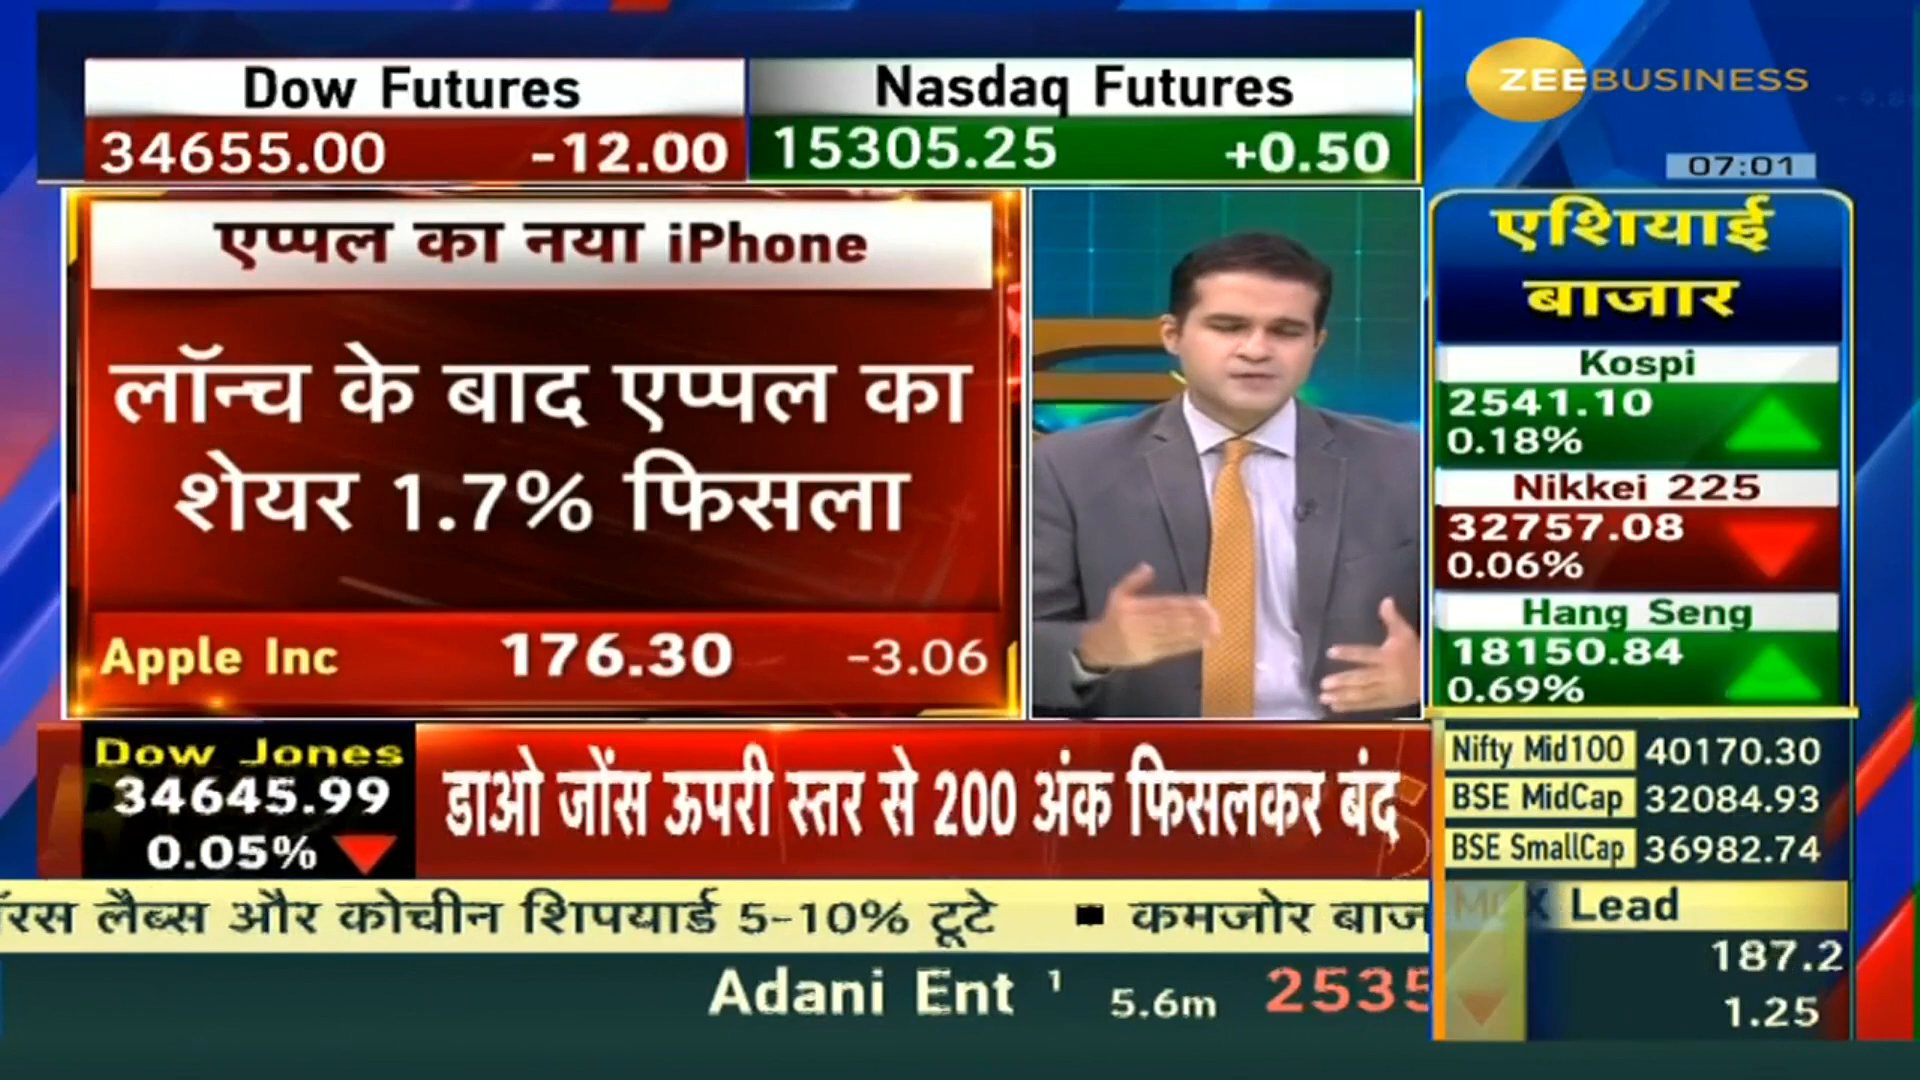 Dow Futures
34655.00 -12.00
Nasdaq Futures
15305.25 +0.50
ZEEBUSINESS
07:01
एप्पल का नया iPhone
लॉन्च के बाद एप्पल का
शेयर 1.7% फिसला
Apple Inc 176.30 -3.06
एशियाई
बाजार
Kospi
2541.10
0.18%
Nikkei 225
32757.08
0.06%
Hang Seng
18150.84
0.69%
Dow Jones
34645.99
0.05%
डाओ जोंस ऊपरी स्तर से 200 अंक फिसलकर बंद
Nifty Mid100 40170.30
BSE MidCap 32084.93
BSE SmallCap 36982.74
लैब्स और कोचीन शिपयार्ड 5-10% टूटे ▪ कमजोर
MCX Lead
187.2
1.25
Adani Ent 1 5.6m 2535